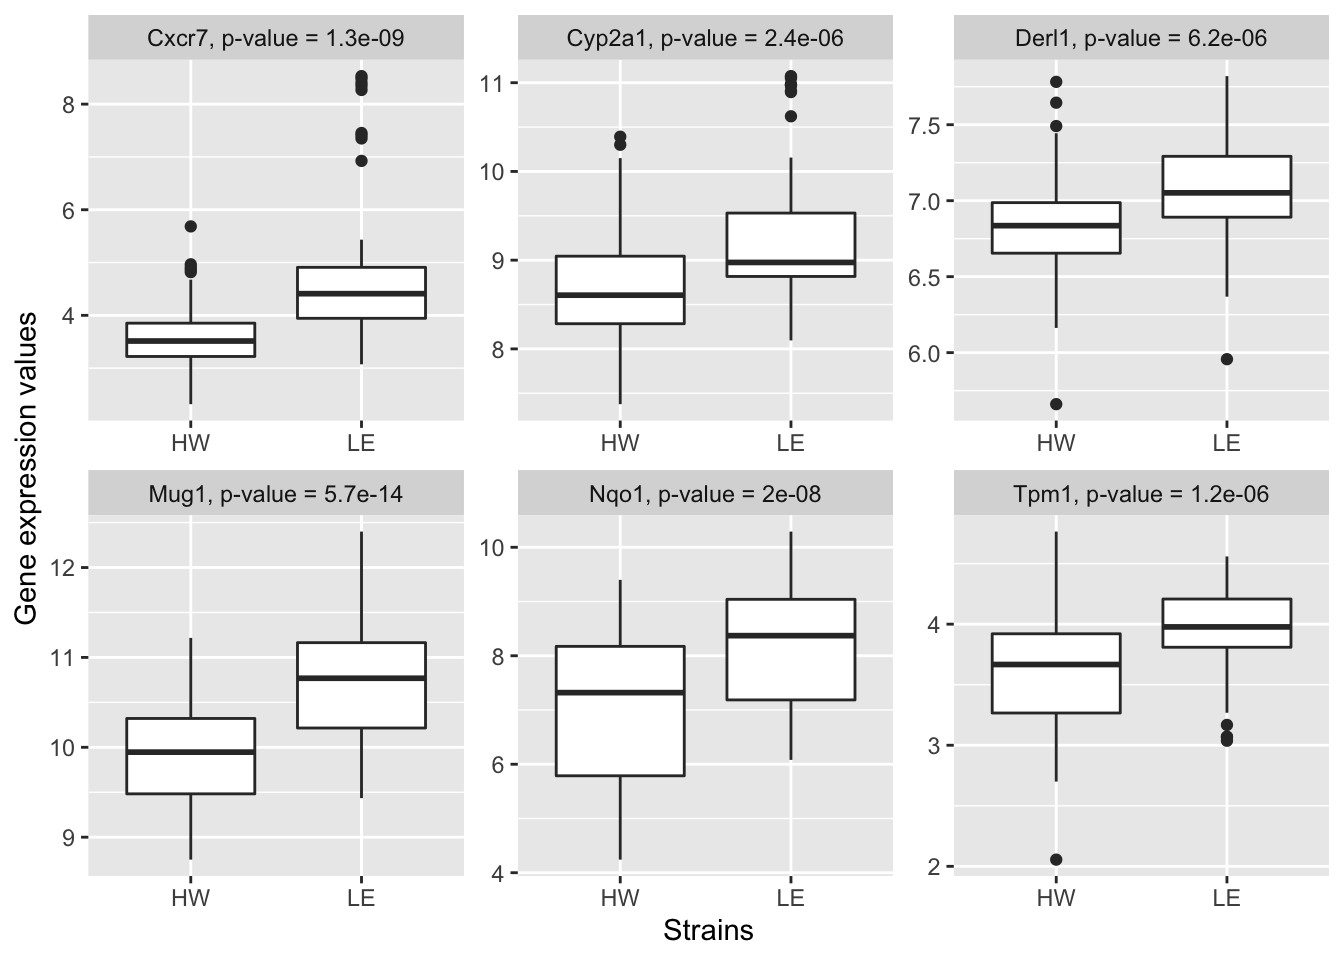 Cxcr7, p-value = 1.3e-09
Cyp2a1, p-value = 2.4e-06
Derl1, p-value = 6.2e-06
8
6
4
11
10
9
8
7.5
7.0
6.5
6.0
HW
LE
HW
LE
HW
LE
Gene expression values
Mug1, p-value = 5.7e-14
Nqo1, p-value = 2e-08
Tpm1, p-value = 1.2e-06
12
11
10
9
10
8
6
4
4
3
2
HW
LE
HW
LE
HW
LE
Strains